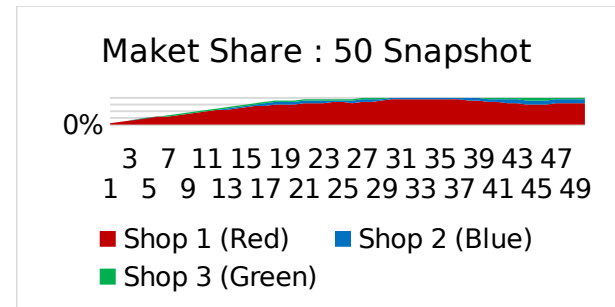 Maket Share : 50 Snapshot
0%
3 7 11 15 19 23 27 31 35 39 43 47
1 5 9 13 17 21 25 29 33 37 41 45 49
Shop 1 (Red) Shop 2 (Blue)
Shop 3 (Green)